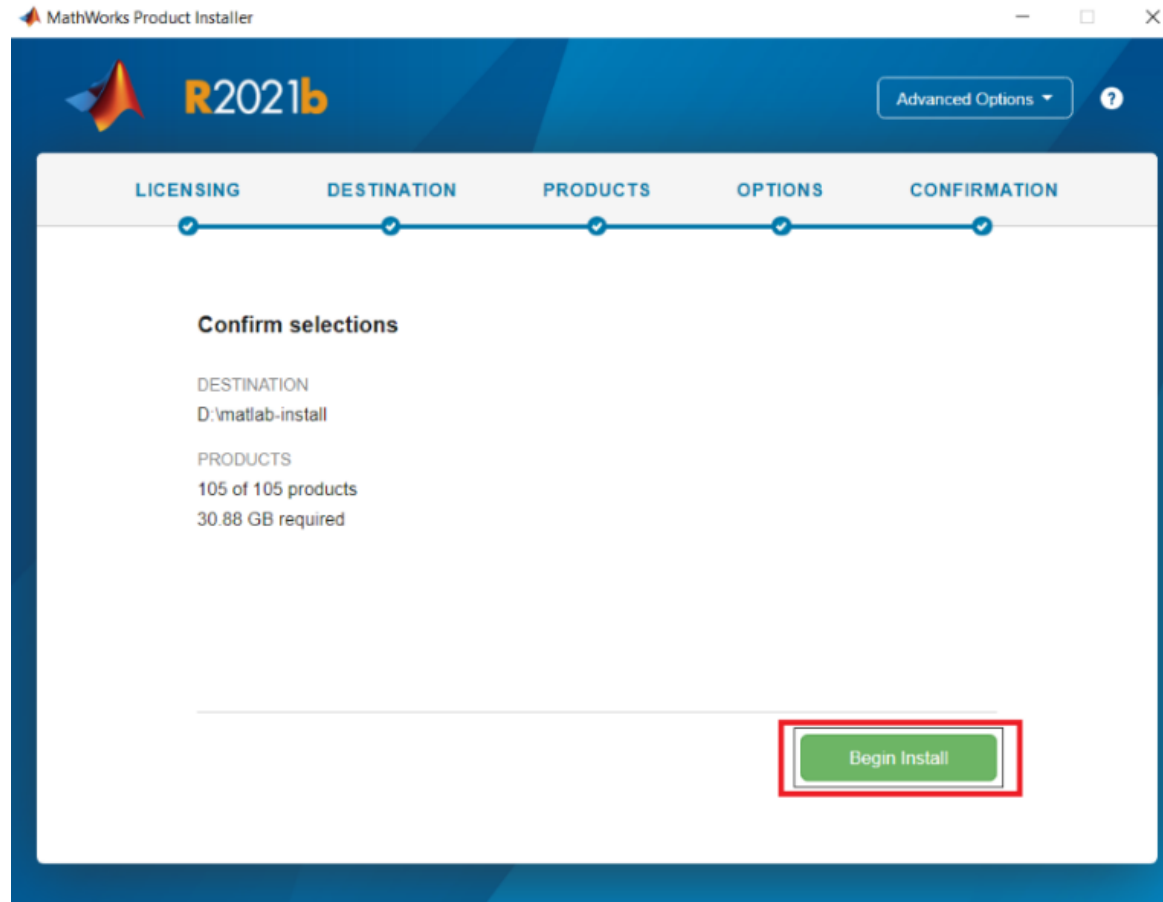 MathWorks Product Installer
R2021b
Advanced Options
?
LICENSING DESTINATION PRODUCTS OPTIONS CONFIRMATION
Confirm selections
DESTINATION
D:\matlab-install
PRODUCTS
105 of 105 products
30.88 GB required
Begin Install